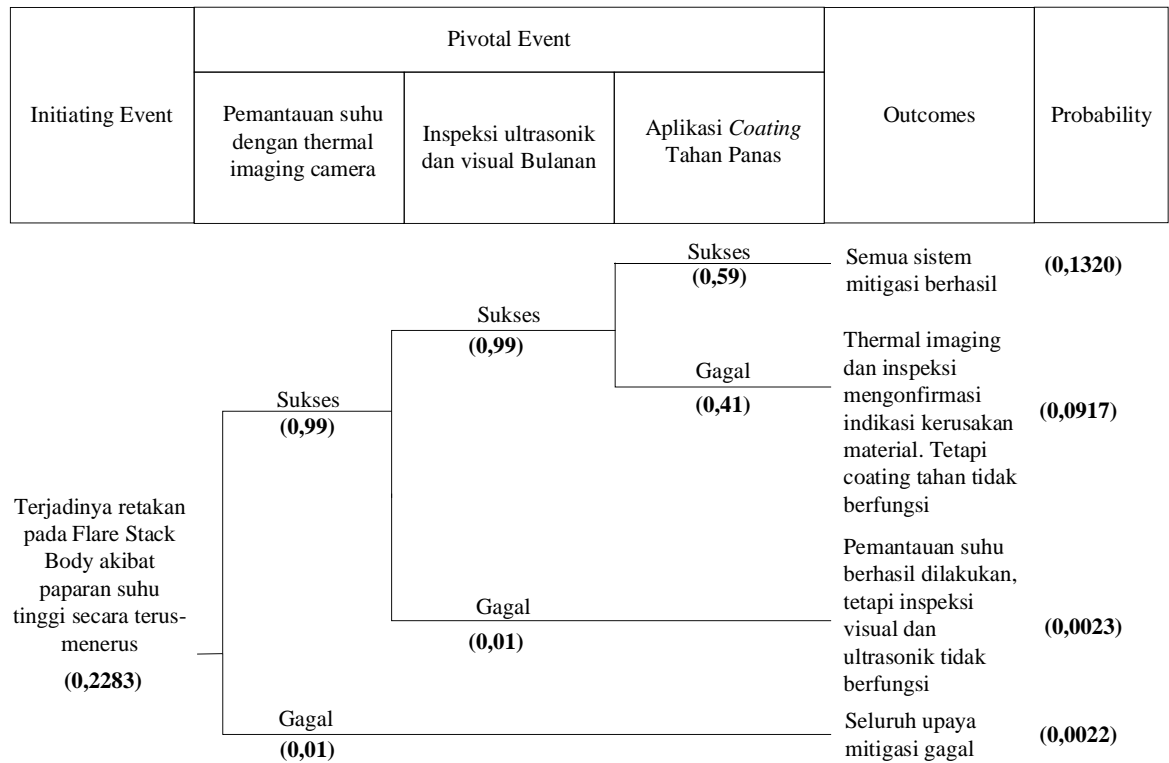 Initiating Event
Pivotal Event
Pemantauan suhu
dengan thermal
imaging camera
Inspeksi ultrasonik
dan visual Bulanan
Aplikasi Coating
Tahan Panas
Outcomes
Probability
Terjadinya retakan
pada Flare Stack
Body akibat
paparan suhu
tinggi secara terus-
menerus
(0,2283)
Sukses
(0,99)
Gagal
(0,01)
Sukses
(0,99)
Gagal
(0,01)
Sukses
(0,59)
Gagal
(0,41)
Semua sistem
mitigasi berhasil
(0,1320)
Thermal imaging
dan inspeksi
mengonfirmasi
indikasi kerusakan
material. Tetapi
coating tahan tidak
berfungsi
(0,0917)
Pemantauan suhu
berhasil dilakukan,
tetapi inspeksi
visual dan
ultrasonik tidak
berfungsi
(0,0023)
Seluruh upaya
mitigasi gagal
(0,0022)